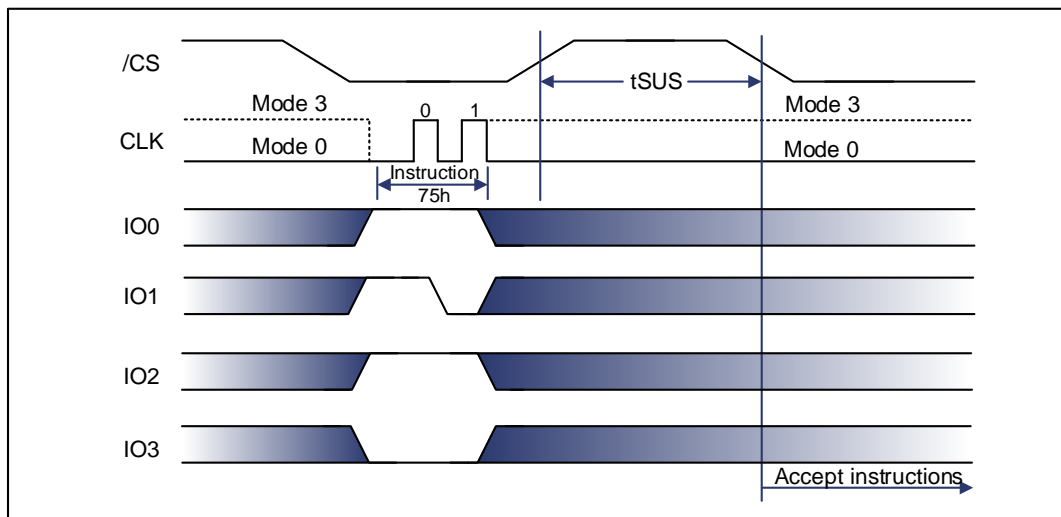 /CS
tSUS
Mode 3
0
1
Mode 3
CLK
Mode 0
Mode 0
Instruction
75h
IO0
IO1
IO2
IO3
Accept instructions